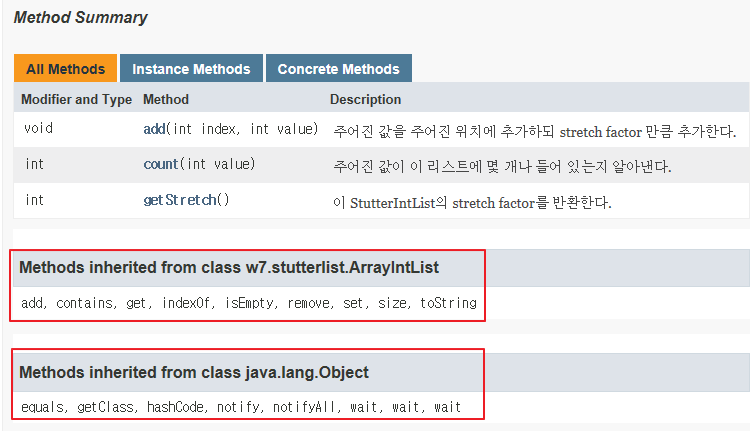 Method Summary
All Methods Instance Methods Concrete Methods
Modifier and Type Method Description
void add(int index, int value) 주어진 값을 주어진 위치에 추가하되 stretch factor 만큼 추가한다.
int count(int value) 주어진 값이 이 리스트에 몇 개나 들어 있는지 알아낸다.
int getStretch() 이 StutterIntList의 stretch factor를 반환한다.
Methods inherited from class w7.stutterlist.ArrayIntList
add, contains, get, indexOf, isEmpty, remove, set, size, toString
Methods inherited from class java.lang.Object
equals, getClass, hashCode, notify, notifyAll, wait, wait, wait